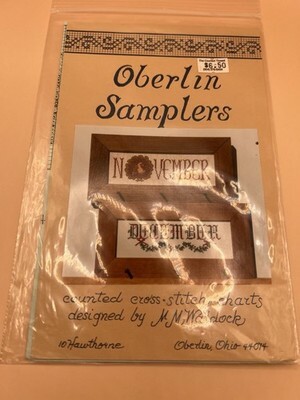 $6.50
Oberlin
Samplers
NOVEMBER
DECEMBER
counted cross-stitch charts
designed by M.M.
10 Hawthorne
Oberlin, Ohio 44074